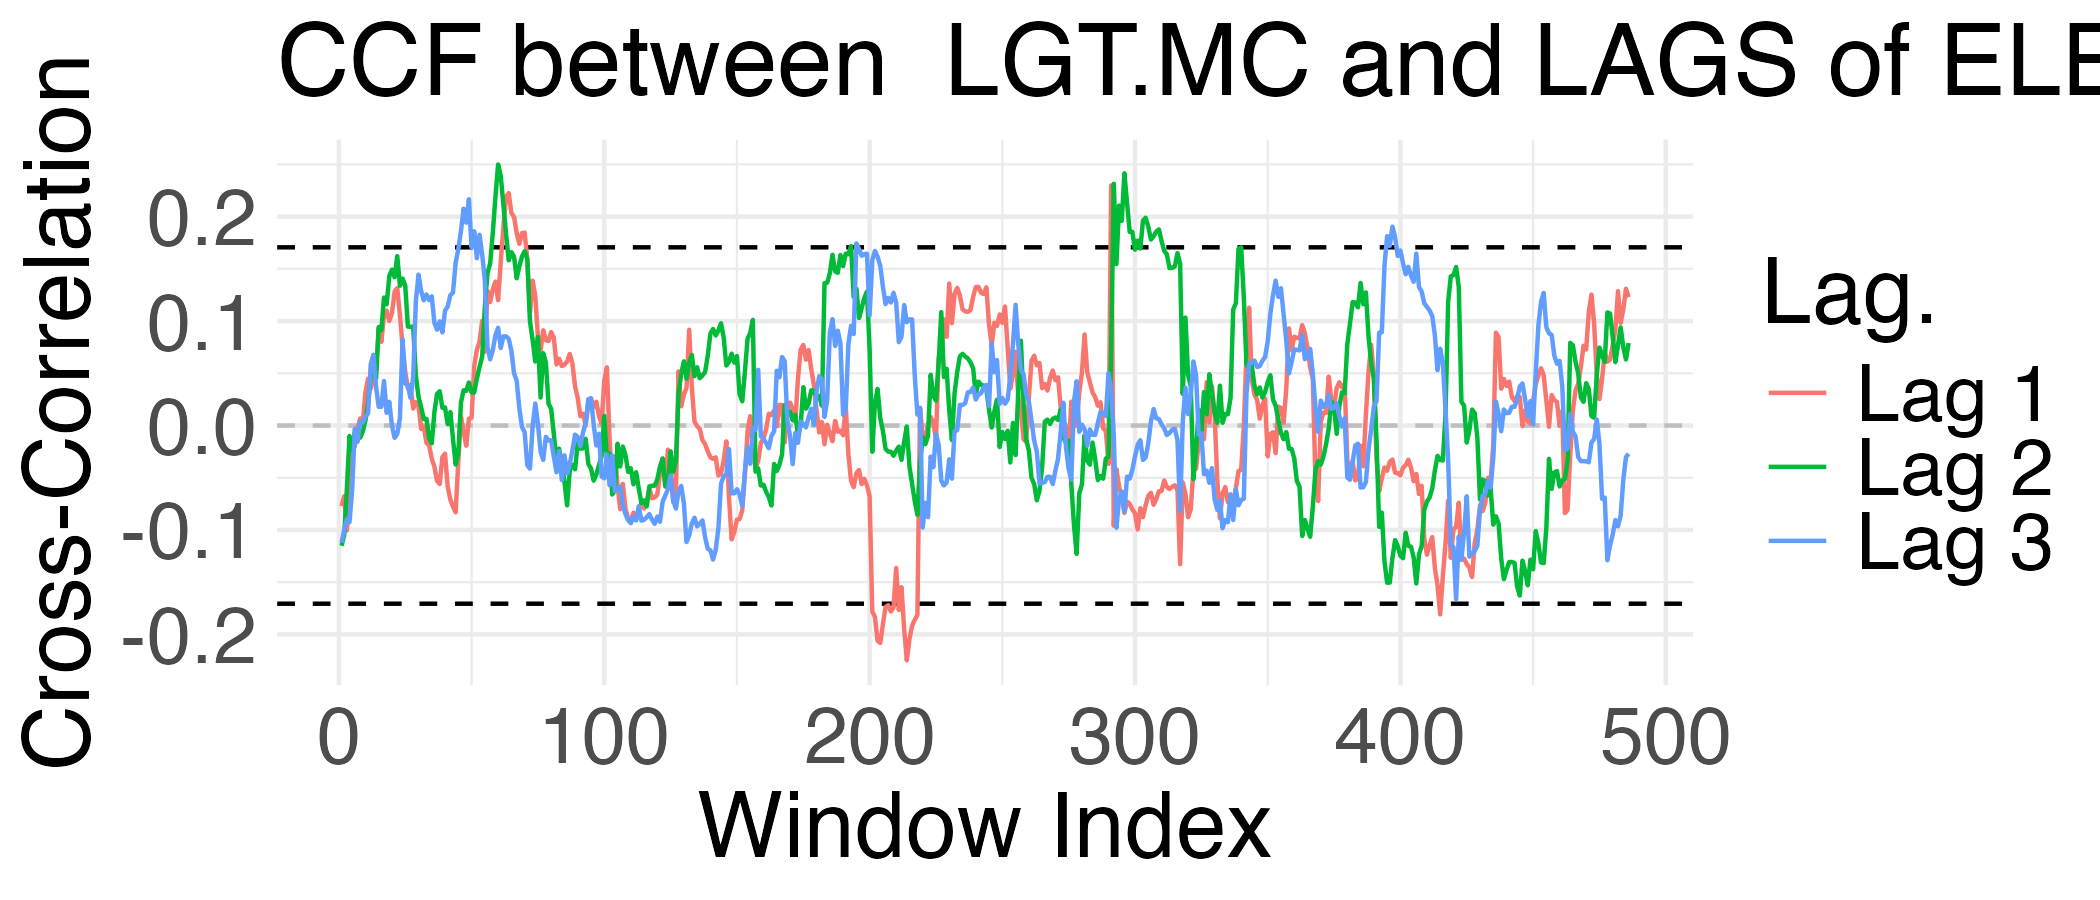 CCF between  LGT.MC and LAGS of ELE
Cross-Correlation
0.2
0.1
0.0
-0.1
-0.2
0 100 200 300 400 500
Window Index
Lag.
Lag 1
Lag 2
Lag 3